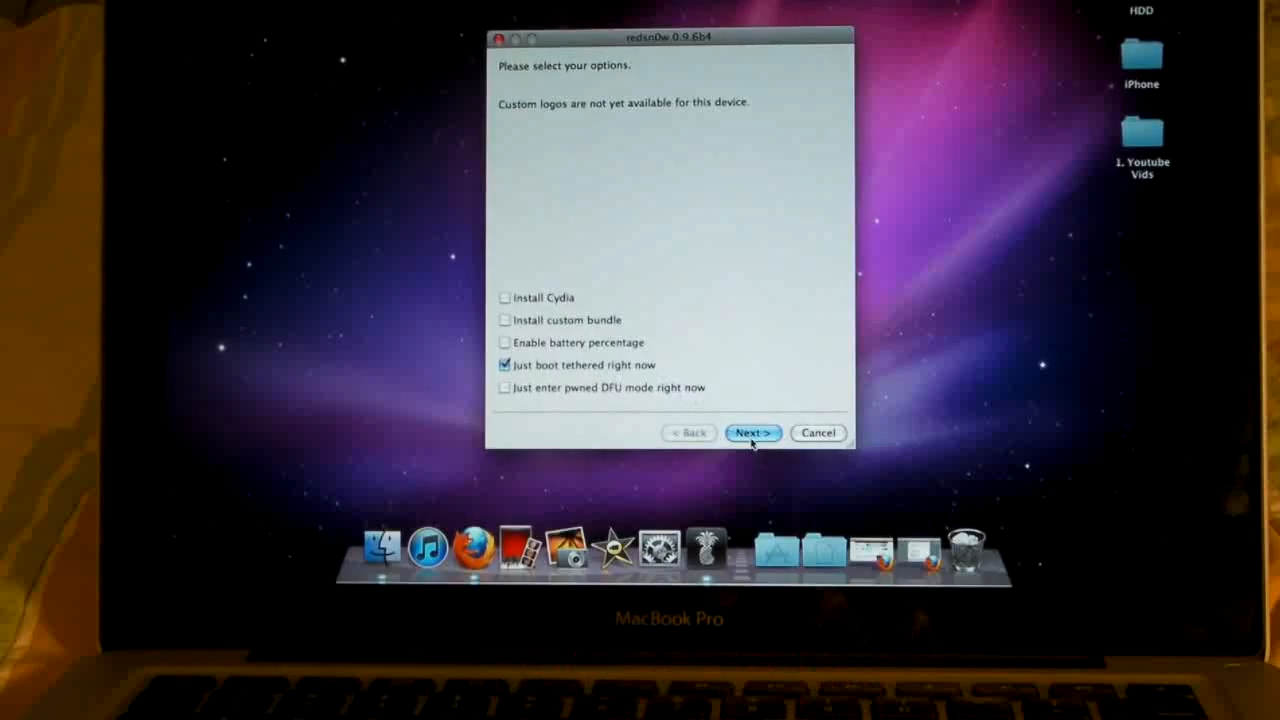 redsn0w 0.9.6b4
Please select your options.
Custom logos are not yet available for this device.
Install Cydia
Install custom bundle
Enable battery percentage
Just boot tethered right now
Just enter pwned DFU mode right now
< Back
Next >
Cancel
HDD
iPhone
1. Youtube
Vids
MacBook Pro